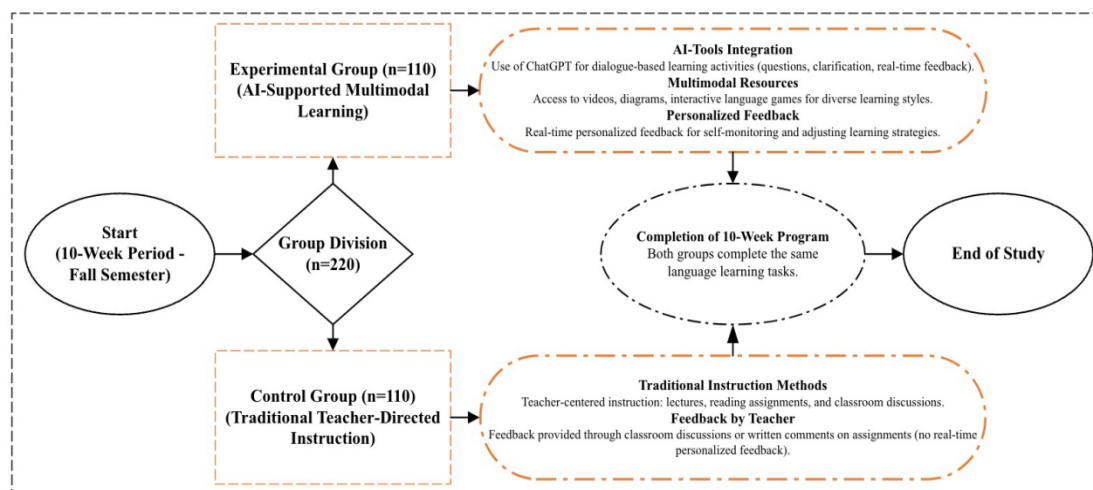 Start
(10-Week Period -
Fall Semester)
Group Division
(n=220)
Experimental Group (n=110)
(AI-Supported Multimodal
Learning)
AI-Tools Integration
Use of ChatGPT for dialogue-based learning activities (questions, clarification, real-time feedback).
Multimodal Resources
Access to videos, diagrams, interactive language games for diverse learning styles.
Personalized Feedback
Real-time personalized feedback for self-monitoring and adjusting learning strategies.
Control Group (n=110)
(Traditional Teacher-Directed
Instruction)
Traditional Instruction Methods
Teacher-centered instruction: lectures, reading assignments, and classroom discussions.
Feedback by Teacher
Feedback provided through classroom discussions or written comments on assignments (no real-time
personalized feedback).
Completion of 10-Week Program
Both groups complete the same
language learning tasks.
End of Study